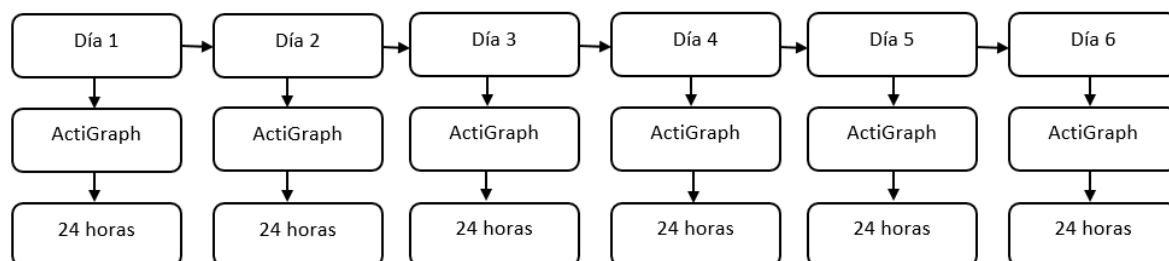 Día 1
Día 2
Día 3
Día 4
Día 5
Día 6
ActiGraph
ActiGraph
ActiGraph
ActiGraph
ActiGraph
ActiGraph
24 horas
24 horas
24 horas
24 horas
24 horas
24 horas